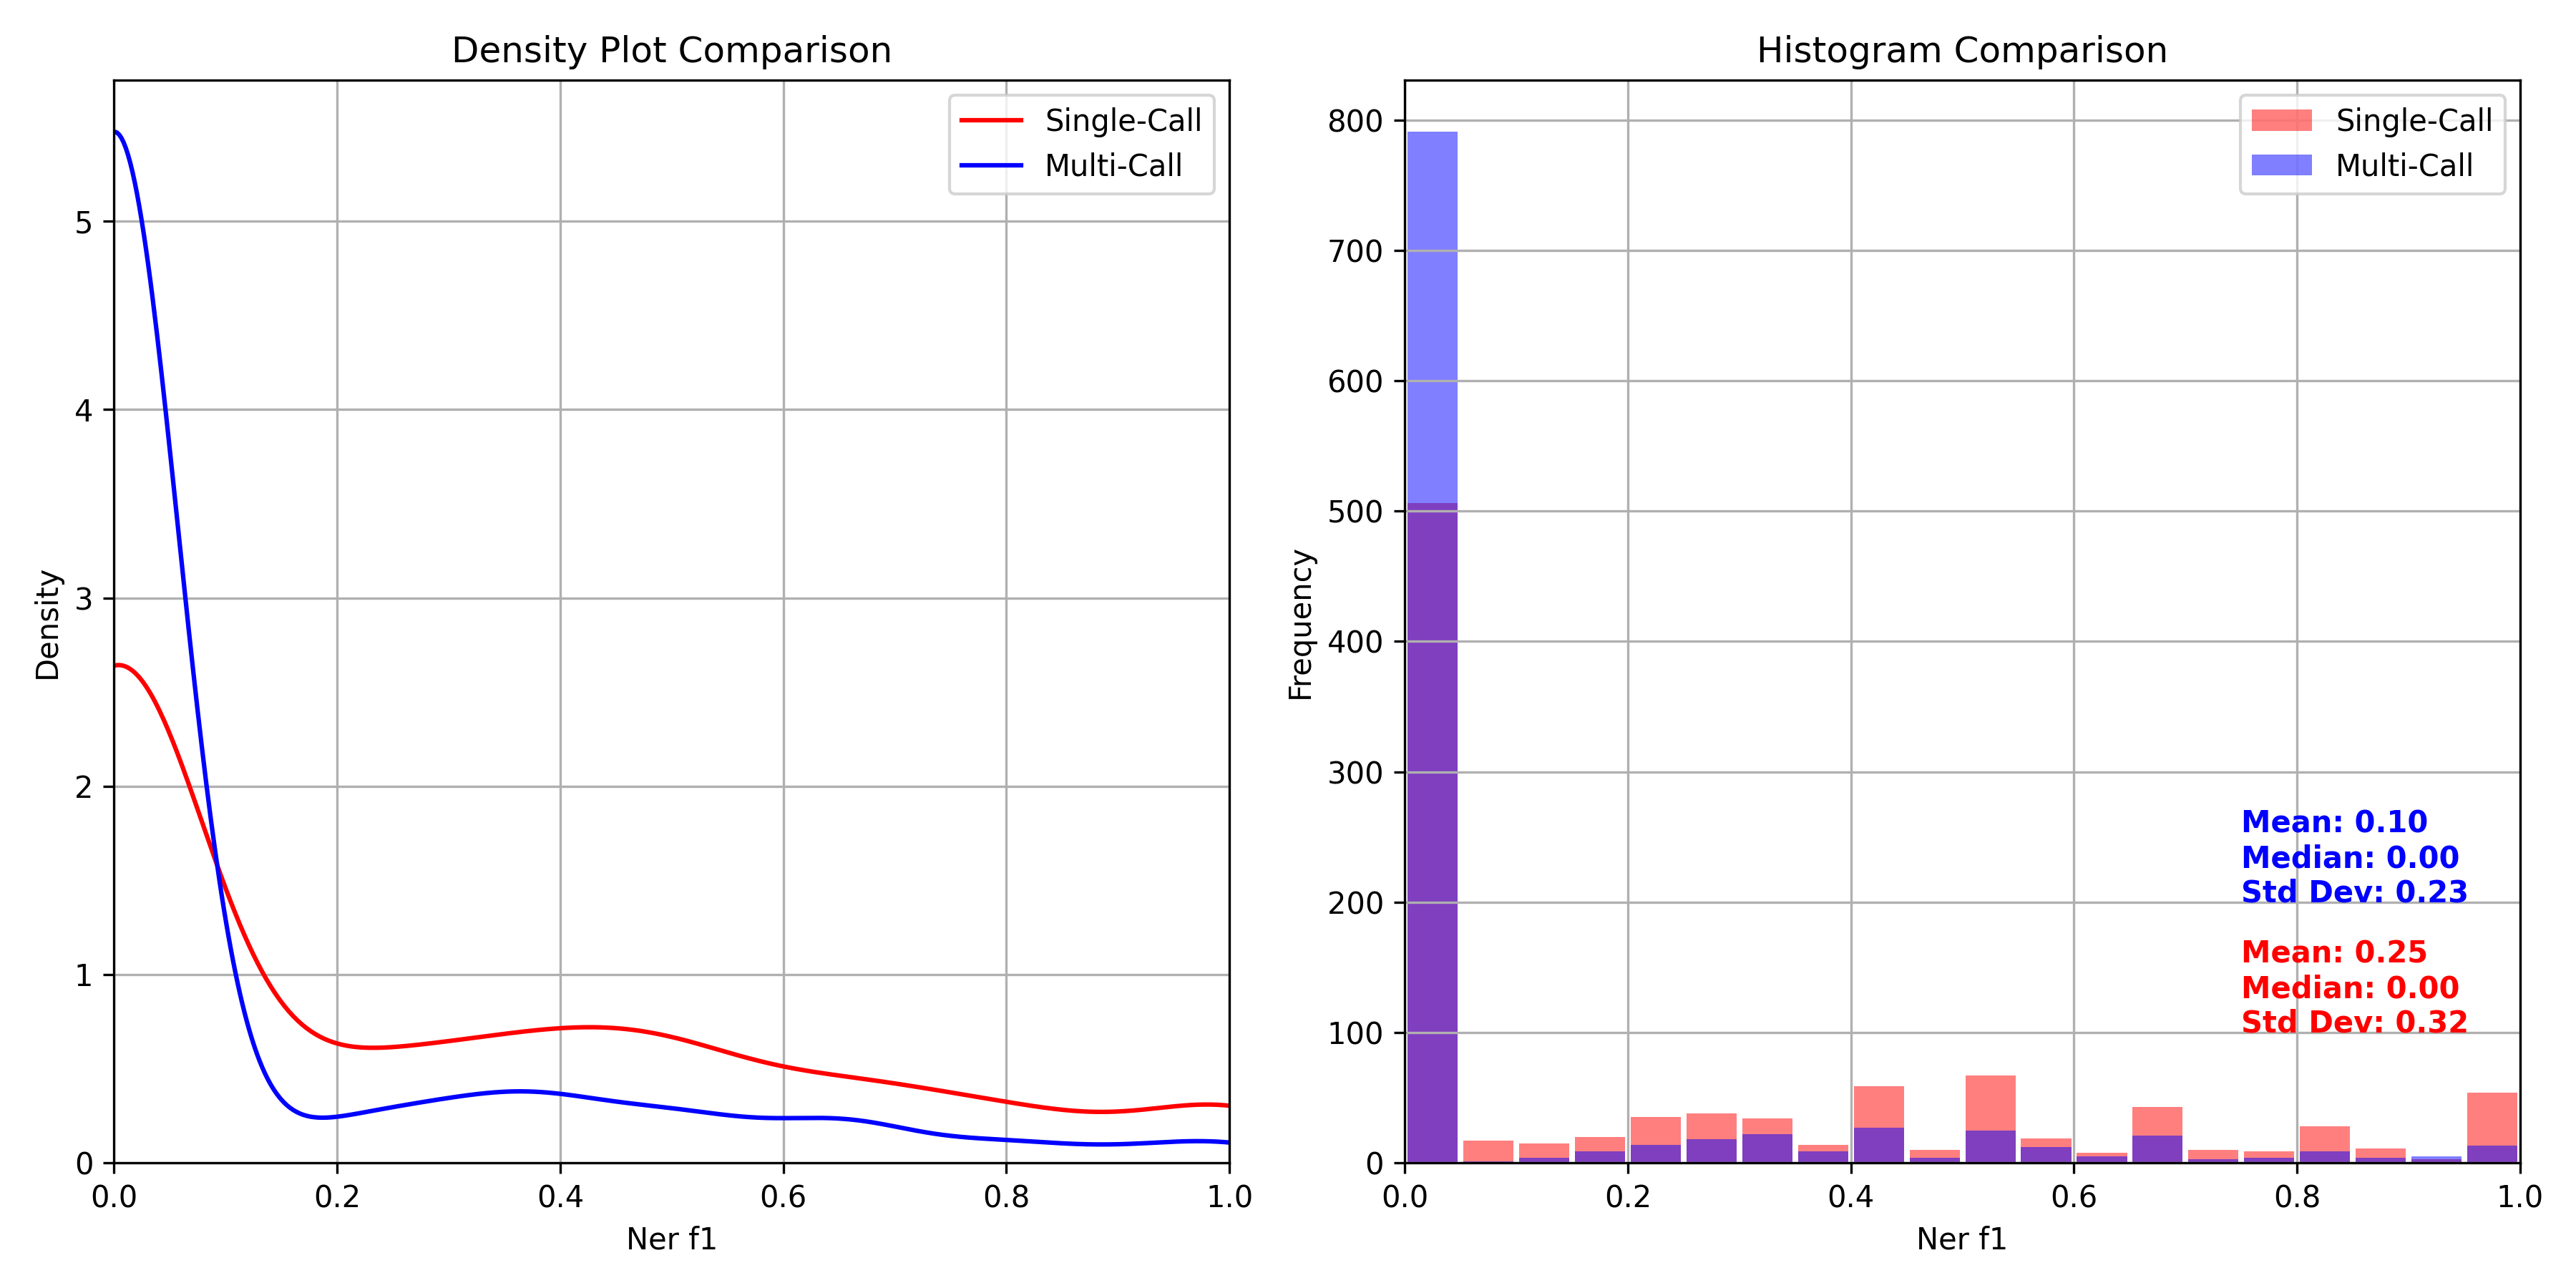 Density Plot Comparison
Single-Call
Multi-Call
5
4
3
2
1
0
Density
0.0 0.2 0.4 0.6 0.8 1.0
Ner f1
Histogram Comparison
Single-Call
Multi-Call
800
700
600
500
400
300
200
100
0
Frequency
Mean: 0.10
Median: 0.00
Std Dev: 0.23
Mean: 0.25
Median: 0.00
Std Dev: 0.32
0.0 0.2 0.4 0.6 0.8 1.0
Ner f1